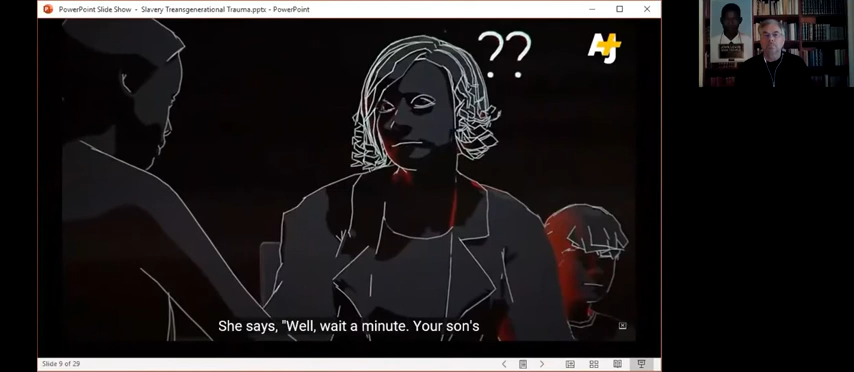 PowerPoint Slide Show - Slavery Treansgenerational Trauma.pptx - PowerPoint
??
AJ+
She says, "Well, wait a minute. Your son's
Slide 9 of 29